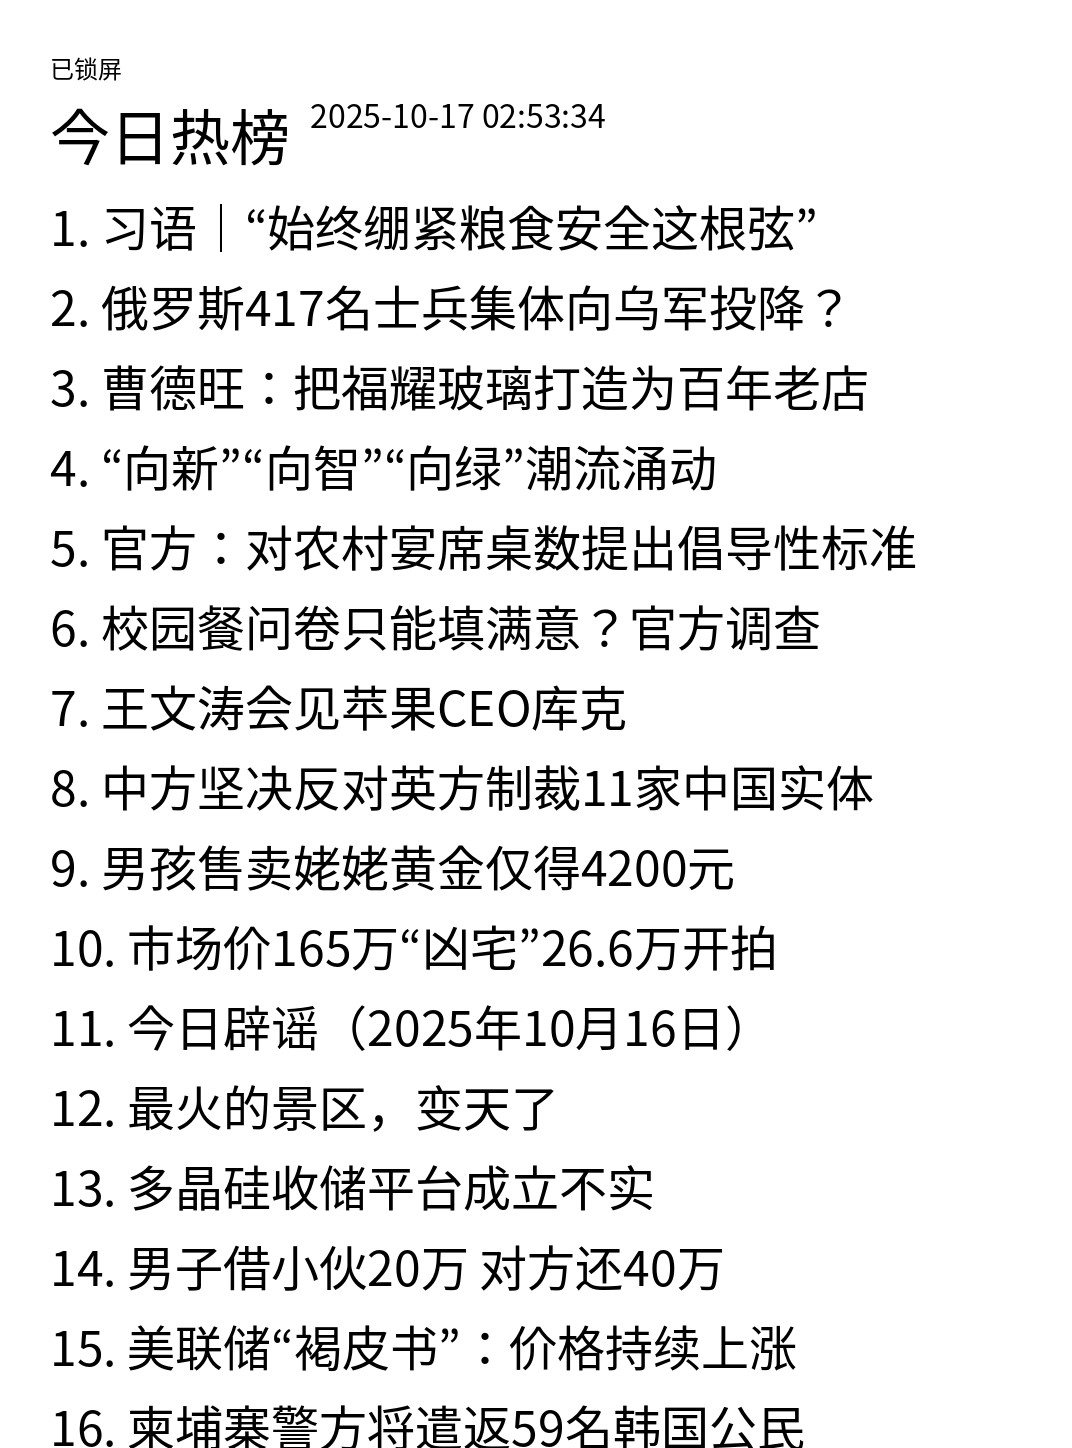 已锁屏
今日热榜 2025-10-17 02:53:34
1. 习语｜“始终绷紧粮食安全这根弦”
2. 俄罗斯417名士兵集体向乌军投降？
3. 曹德旺：把福耀玻璃打造为百年老店
4. “向新”“向智”“向绿”潮流涌动
5. 官方：对农村宴席桌数提出倡导性标准
6. 校园餐问卷只能填满意？官方调查
7. 王文涛会见苹果CEO库克
8. 中方坚决反对英方制裁11家中国实体
9. 男孩售卖姥姥黄金仅得4200元
10. 市场价165万“凶宅”26.6万开拍
11. 今日辟谣（2025年10月16日）
12. 最火的景区，变天了
13. 多晶硅收储平台成立不实
14. 男子借小伙20万 对方还40万
15. 美联储“褐皮书”：价格持续上涨
16. 柬埔寨警方将遣返59名韩国公民